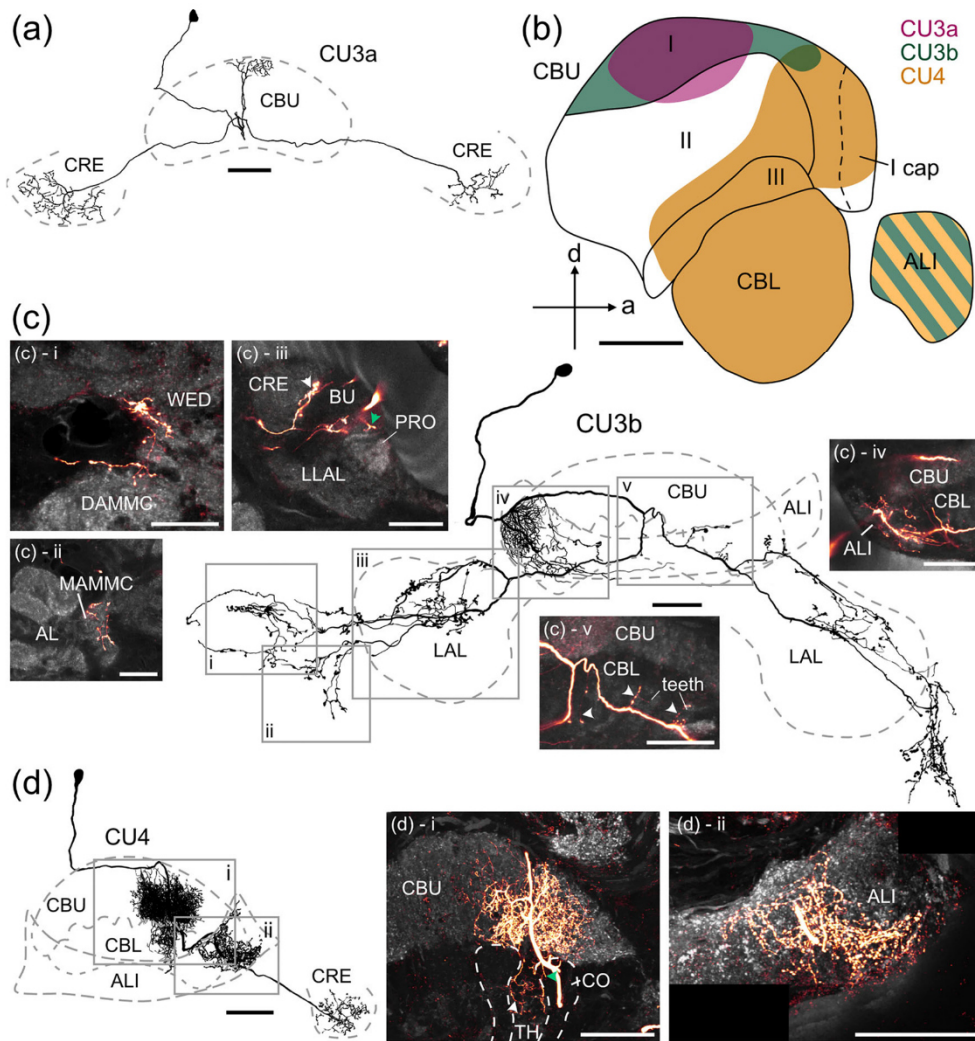 (a)
CU3a
CBU
CRE
CRE
(b)
CU3a
CU3b
CU4
CBU
I
II
III
I cap
CBL
ALI
d
a
(c)
(c) - i
WED
DAMMC
(c) - iii
CRE
BU
PRO
LLAL
CU3b
(c) - iv
CBU
CBL
ALI
(c) - ii
MAMMC
AL
iii
iv
v
CBU
ALI
LAL
LAL
i
ii
(c) - v
CBU
CBL
teeth
(d)
CU4
i
CBU
CBL
ii
ALI
CRE
(d) - i
CBU
CO
TH
(d) - ii
ALI